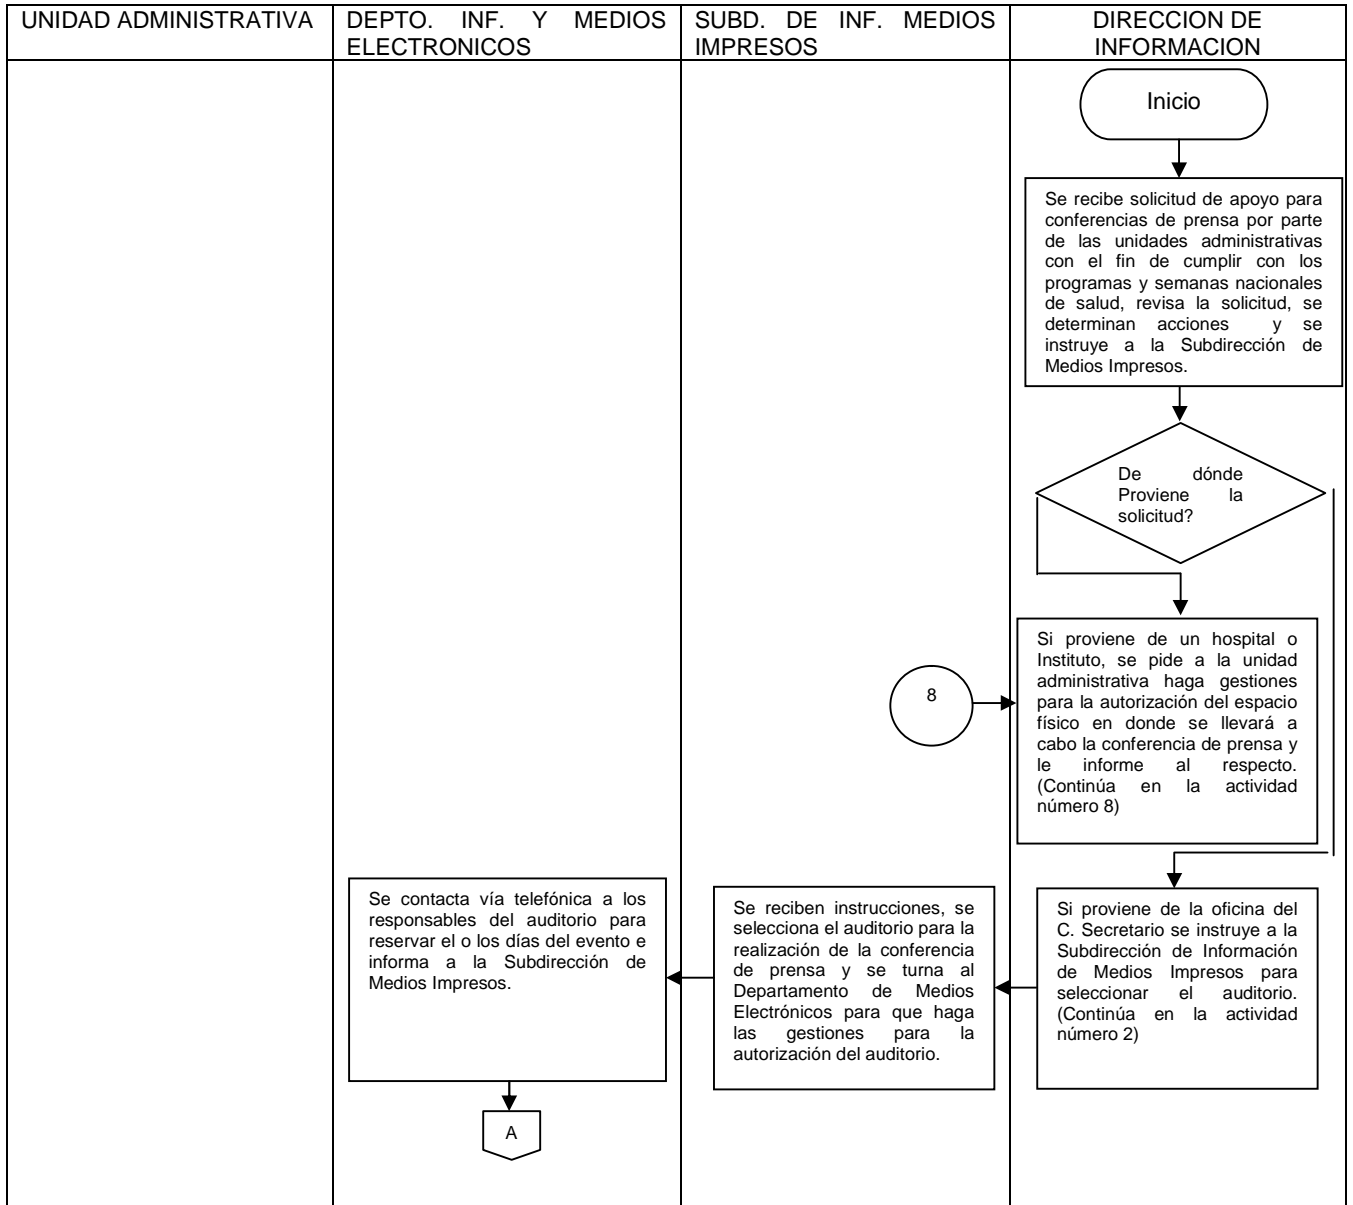 UNIDAD ADMINISTRATIVA
DEPTO. INF. Y MEDIOS
ELECTRONICOS
SUBD. DE INF. MEDIOS
IMPRESOS
DIRECCION DE
INFORMACION
Inicio
Se recibe solicitud de apoyo para
conferencias de prensa por parte
de las unidades administrativas
con el fin de cumplir con los
programas y semanas nacionales
de salud, revisa la solicitud, se
determinan acciones y se
instruye a la Subdirección de
Medios Impresos.
De dónde
Proviene la
solicitud?
Si proviene de un hospital o
Instituto, se pide a la unidad
administrativa haga gestiones
para la autorización del espacio
físico en donde se llevará a
cabo la conferencia de prensa y
le informe al respecto.
(Continúa en la actividad
número 8)
8
Se contacta vía telefónica a los
responsables del auditorio para
reservar el o los días del evento e
informa a la Subdirección de
Medios Impresos.
Se reciben instrucciones, se
selecciona el auditorio para la
realización de la conferencia
de prensa y se turna al
Departamento de Medios
Electrónicos para que haga
las gestiones para la
autorización del auditorio.
Si proviene de la oficina del
C. Secretario se instruye a la
Subdirección de Información
de Medios Impresos para
seleccionar el auditorio.
(Continúa en la actividad
número 2)
A